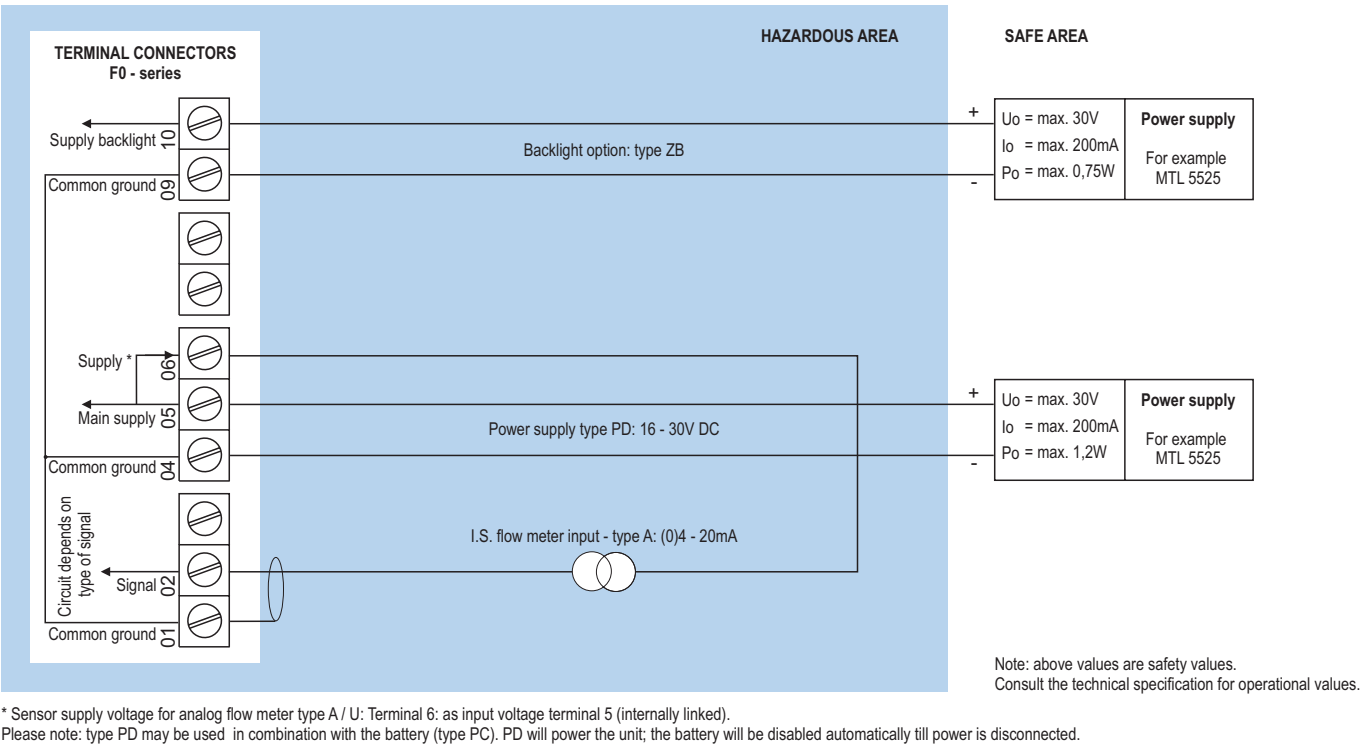 HAZARDOUS AREA
SAFE AREA
TERMINAL CONNECTORS
F0 - series
Supply backlight
10
Common ground
09
Backlight option: type ZB
+
-
Uo = max. 30V
Io = max. 200mA
Po = max. 0,75W
Power supply
For example
MTL 5525
Supply *
06
Main supply
05
Common ground
04
Power supply type PD: 16 - 30V DC
+
-
Uo = max. 30V
Io = max. 200mA
Po = max. 1,2W
Power supply
For example
MTL 5525
Circuit depends on
type of signal
Signal
02
Common ground
01
I.S. flow meter input - type A: (0)4 - 20mA
Note: above values are safety values.
Consult the technical specification for operational values.
* Sensor supply voltage for analog flow meter type A / U: Terminal 6: as input voltage terminal 5 (internally linked).
Please note: type PD may be used in combination with the battery (type PC). PD will power the unit; the battery will be disabled automatically till power is disconnected.